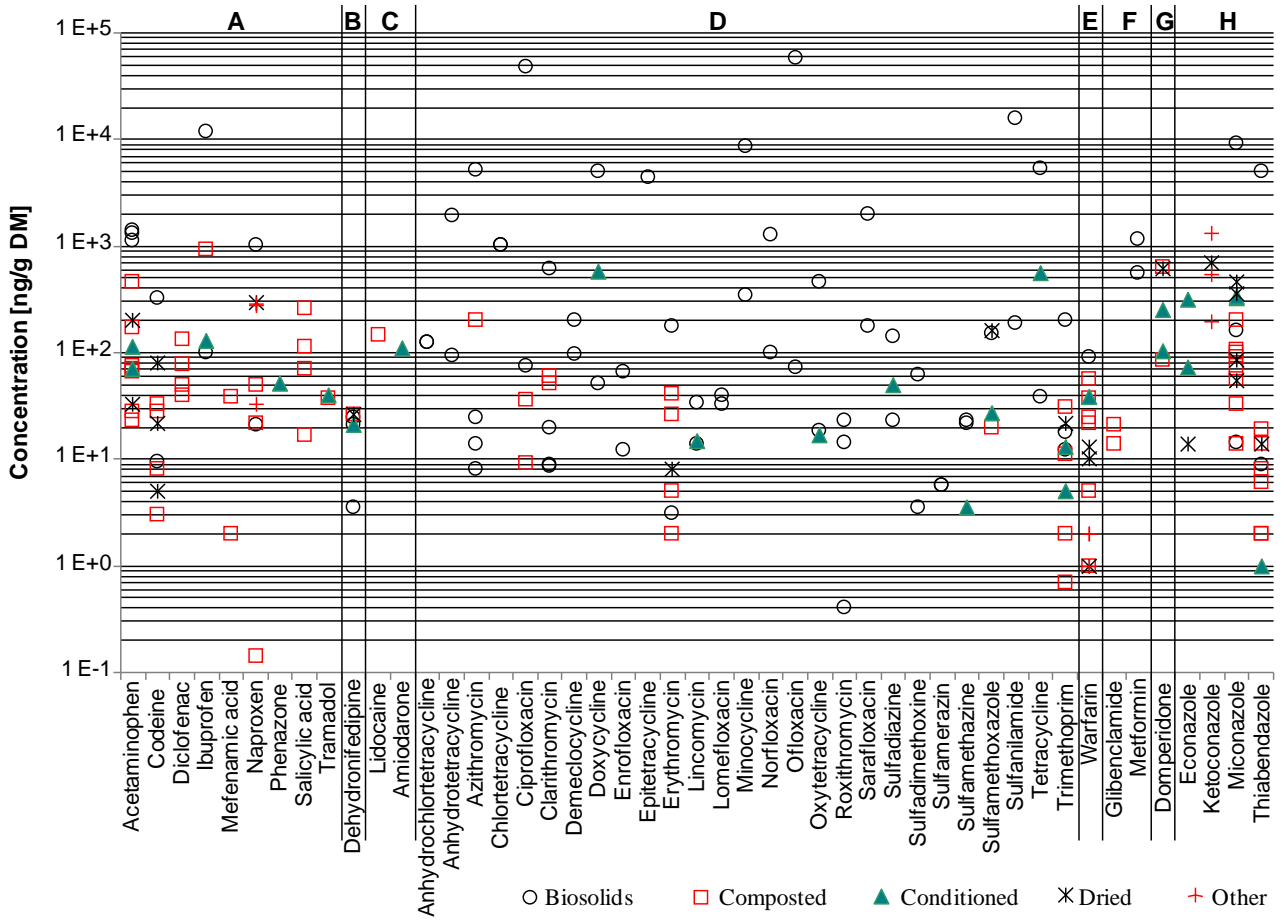 A B C D E F G H
1 E+5
1 E+4
1 E+3
1 E+2
1 E+1
1 E+0
1 E-1
Concentration [ng/g DM]
Acetaminophen
Codeine
Diclofenac
Ibuprofen
Mefenamic acid
Naproxen
Phenazone
Salicylic acid
Tramadol
Dehydronifedipine
Lidocaine
Amiodarone
Anhydrochlortetracycline
Anhydrotetracycline
Azithromycin
Chlortetracycline
Ciprofloxacin
Clarithromycin
Demeclocycline
Doxycycline
Enrofloxacin
Epitetracycline
Erythromycin
Lincomycin
Lomefloxacin
Minocycline
Norfloxacin
Ofloxacin
Oxytetracycline
Roxithromycin
Sarafloxacin
Sulfadiazine
Sulfadimethoxine
Sulfamerazin
Sulfamethazine
Sulfamethoxazole
Sulfanilamide
Tetracycline
Trimethoprim
Warfarin
Glibenclamide
Metformin
Domperidone
Econazole
Ketoconazole
Miconazole
Thiabendazole
Biosolids Composted Conditioned Dried Other